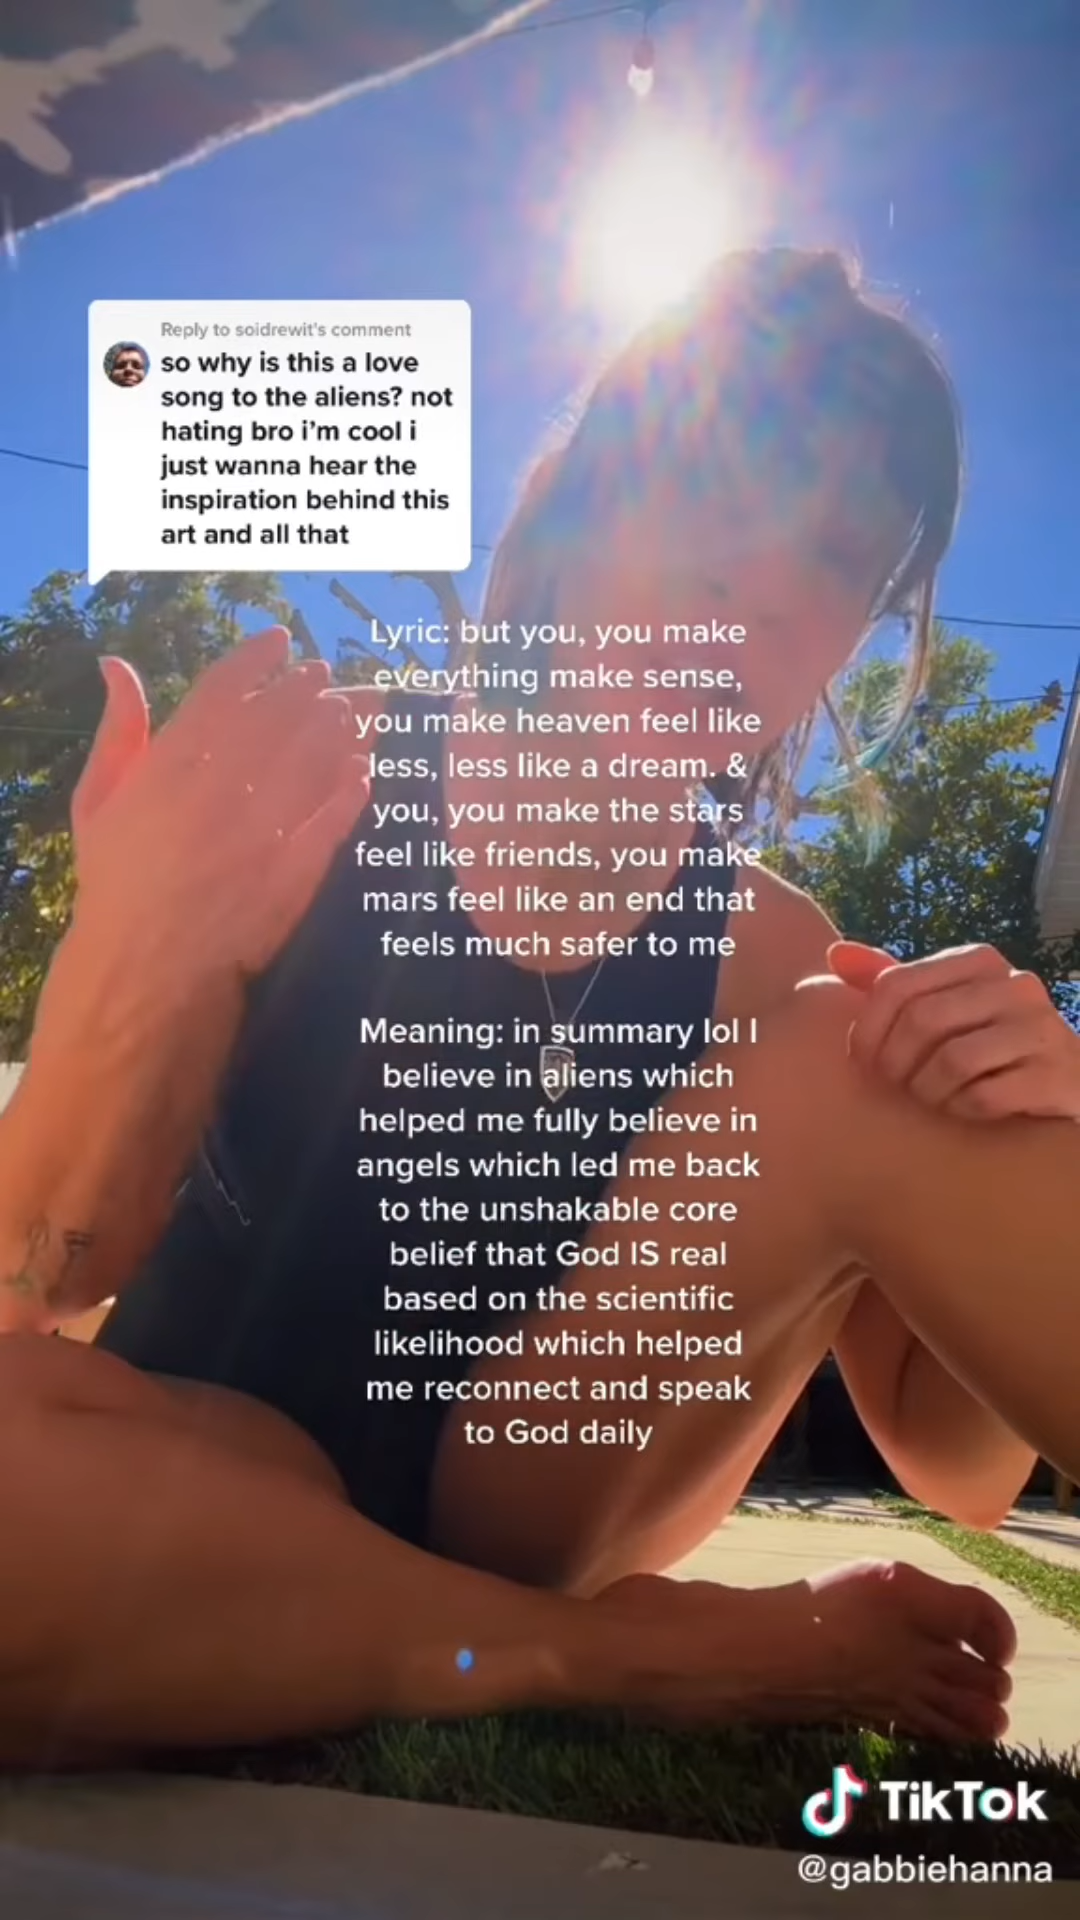 Reply to soidrewit's comment
so why is this a love
song to the aliens? not
hating bro i'm cool i
just wanna hear the
inspiration behind this
art and all that
Lyric: but you, you make
everything make sense,
you make heaven feel like
less, less like a dream. &
you, you make the stars
feel like friends, you make
mars feel like an end that
feels much safer to me
Meaning: in summary lol I
believe in aliens which
helped me fully believe in
angels which led me back
to the unshakable core
belief that God IS real
based on the scientific
likelihood which helped
me reconnect and speak
to God daily
TikTok
@gabbiehanna